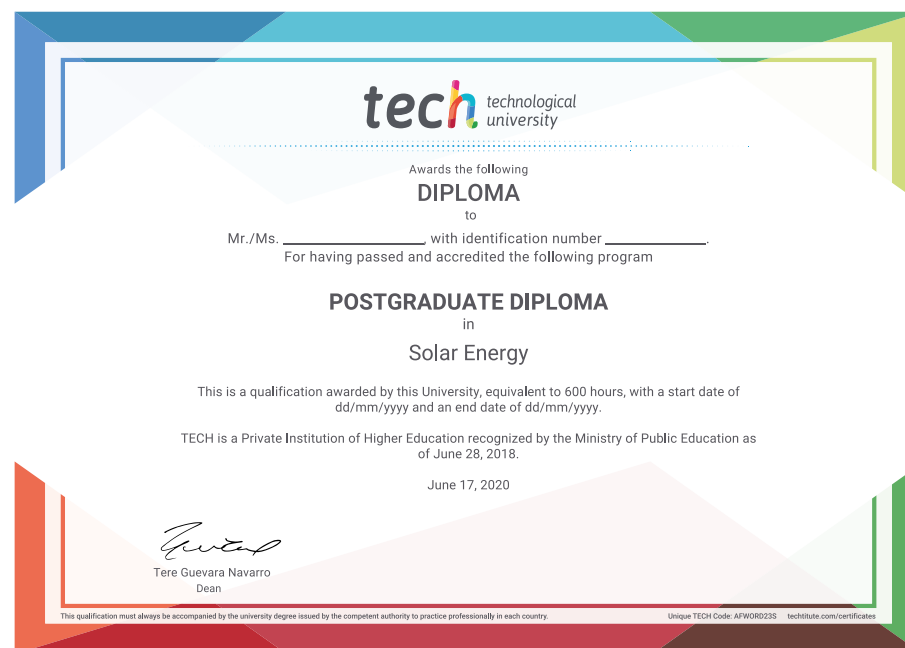 tech technological
university
Awards the following
DIPLOMA
to
Mr./Ms. ____________________, with identification number ______________.
For having passed and accredited the following program
POSTGRADUATE DIPLOMA
in
Solar Energy
This is a qualification awarded by this University, equivalent to 600 hours, with a start date of
dd/mm/yyyy and an end date of dd/mm/yyyy.
TECH is a Private Institution of Higher Education recognized by the Ministry of Public Education as
of June 28, 2018.
June 17, 2020
Tere Guevara Navarro
Dean
This qualification must always be accompanied by the university degree issued by the competent authority to practice professionally in each country. Unique TECH Code: AFWORD23S techtitute.com/certificates